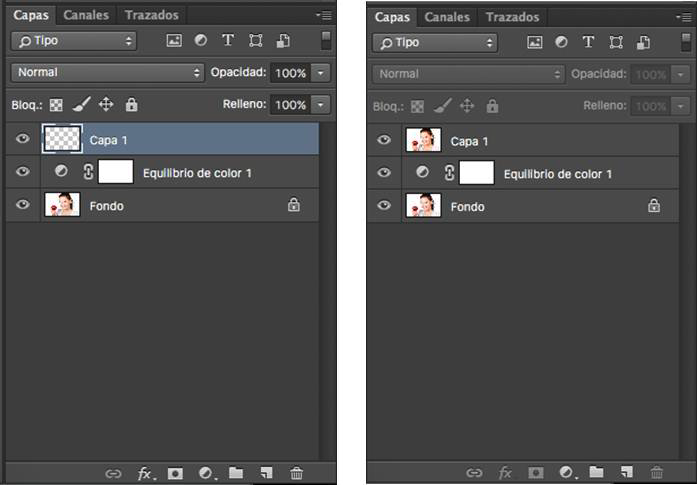 Capas Canales Trazados
Tipo T
Normal Opacidad: 100%
Bloq.: Relleno: 100%
Capa 1
Equilibrio de color 1
Fondo
fx
Capas Canales Trazados
Tipo T
Normal Opacidad: 100%
Bloq.: Relleno: 100%
Capa 1
Equilibrio de color 1
Fondo
fx